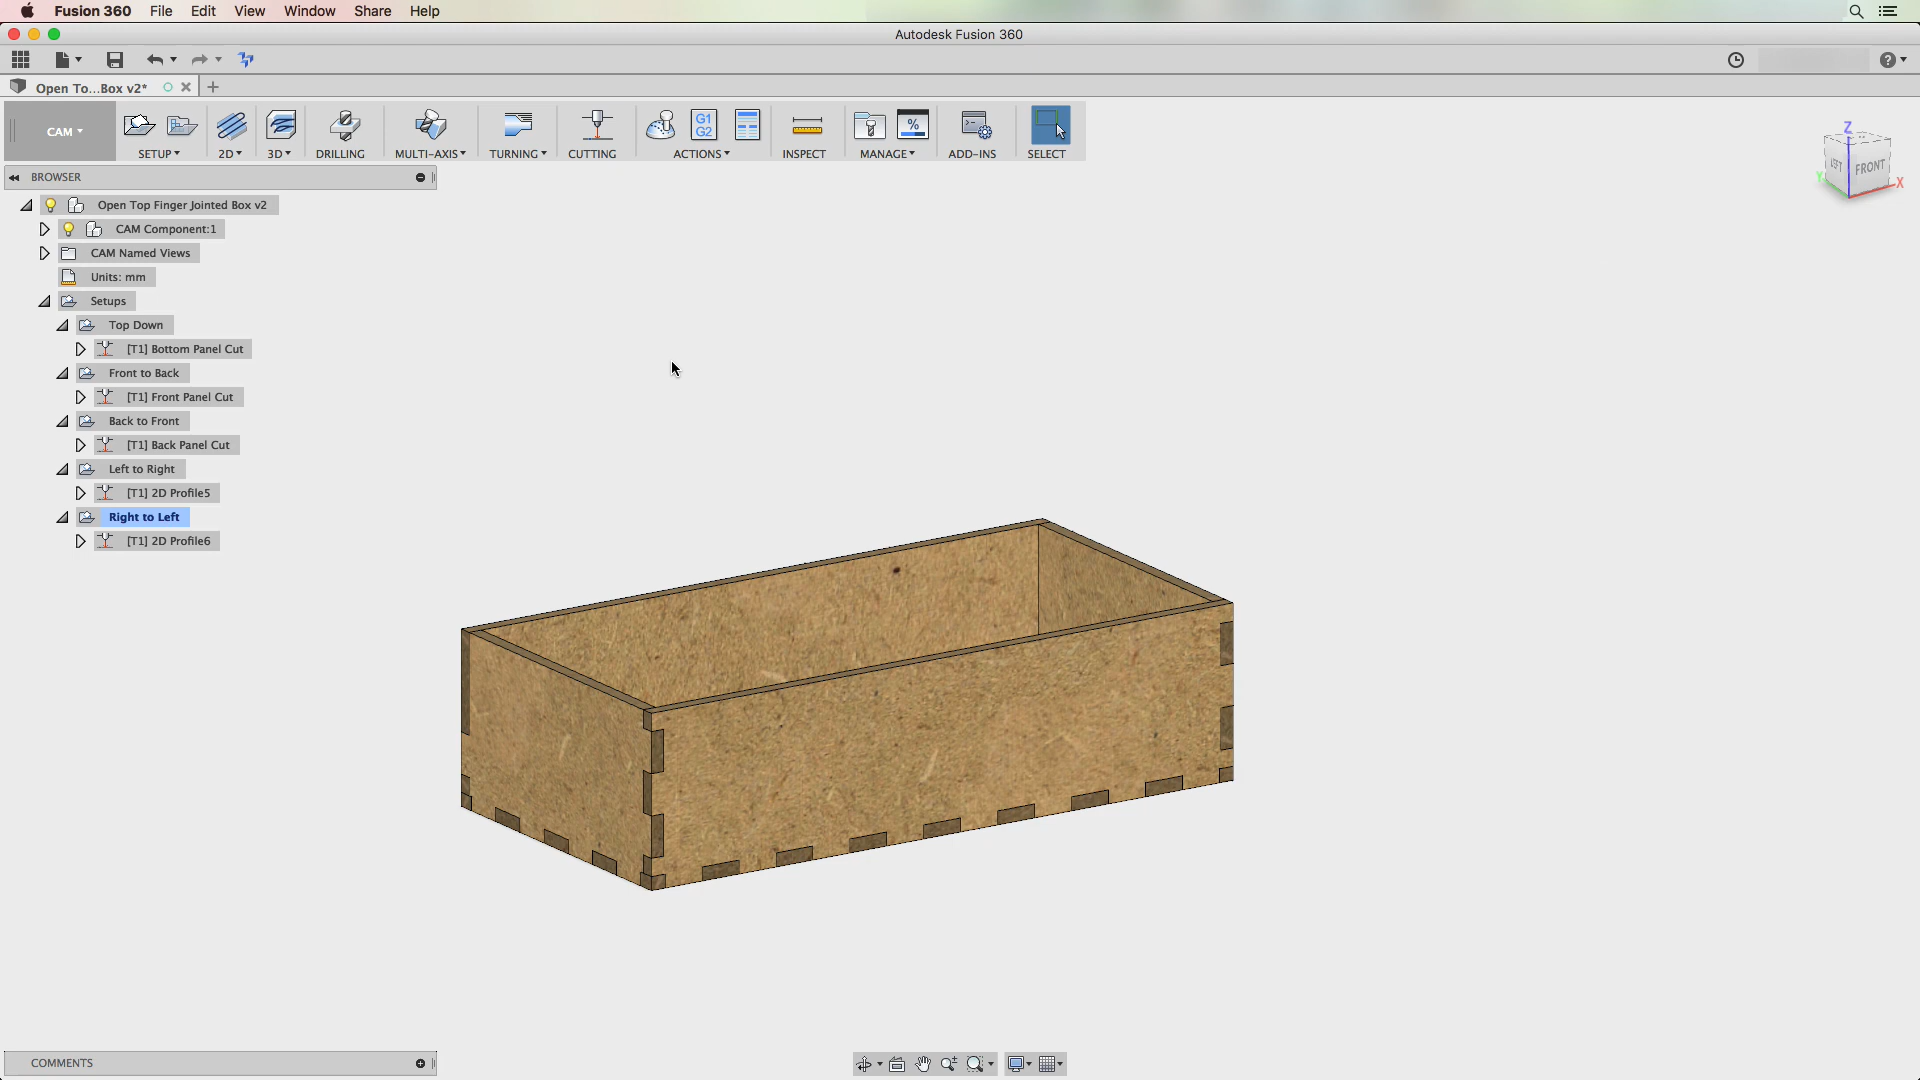 Fusion 360 File Edit View Window Share Help
Autodesk Fusion 360
Open To...Box v2*
CAM
SETUP 2D 3D DRILLING MULTI-AXIS TURNING CUTTING ACTIONS INSPECT MANAGE ADD-INS SELECT
G1
G2
%
BROWSER
Open Top Finger Jointed Box v2
CAM Component:1
CAM Named Views
Units: mm
Setups
Top Down
[T1] Bottom Panel Cut
Front to Back
[T1] Front Panel Cut
Back to Front
[T1] Back Panel Cut
Left to Right
[T1] 2D Profile5
Right to Left
[T1] 2D Profile6
Z
LEFT FRONT
Y X
COMMENTS